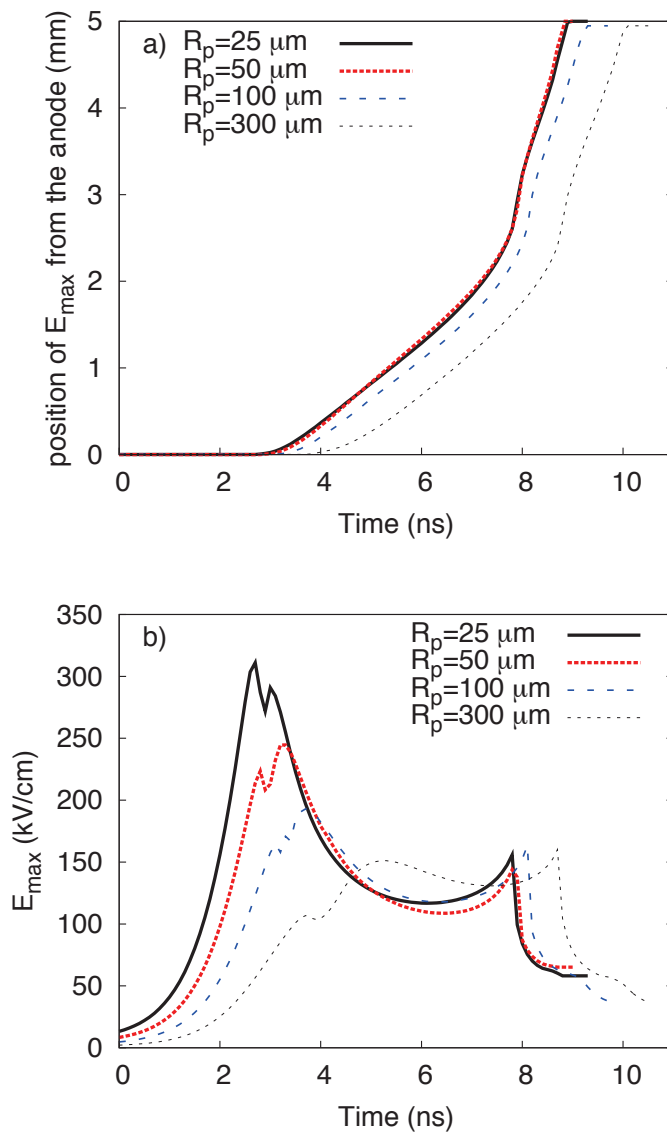 a)
R_p=25 μm
R_p=50 μm
R_p=100 μm
R_p=300 μm
position of E_max from the anode (mm)
5
4
3
2
1
0
0 2 4 6 8 10
Time (ns)
b)
R_p=25 μm
R_p=50 μm
R_p=100 μm
R_p=300 μm
E_max (kV/cm)
350
300
250
200
150
100
50
0
0 2 4 6 8 10
Time (ns)